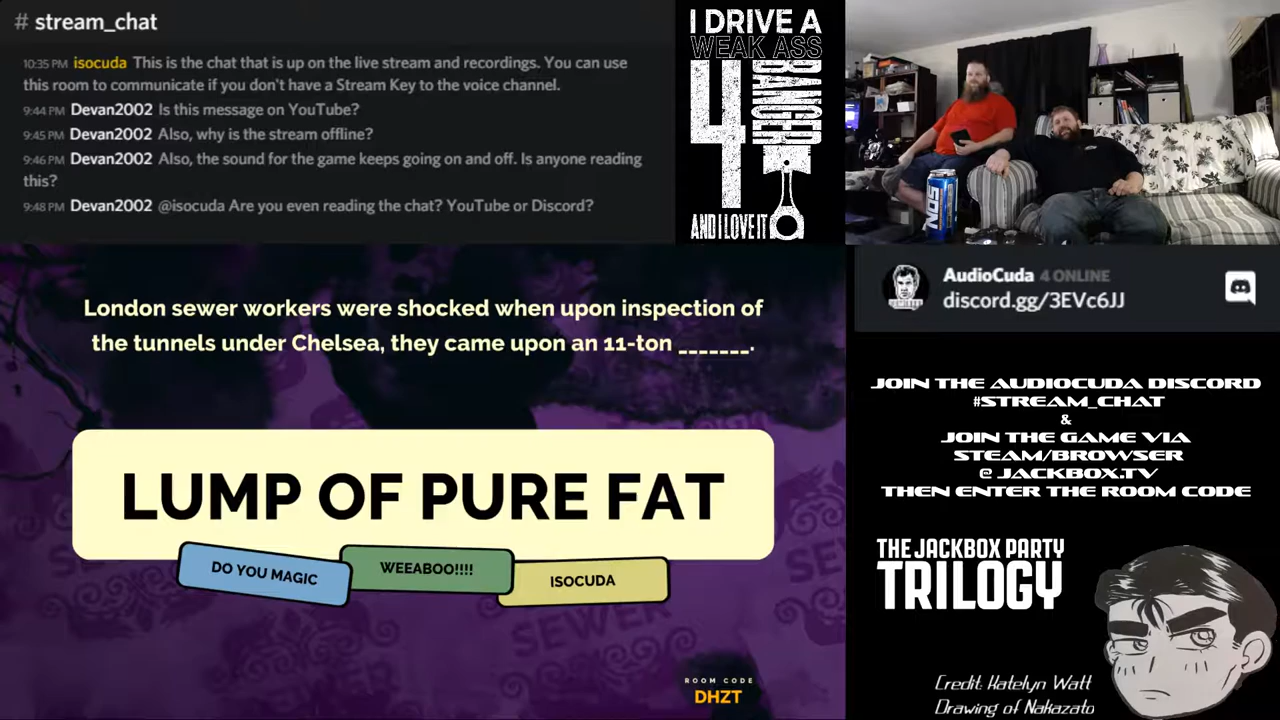 # stream_chat
10:35 PM isocuda This is the chat that is up on the live stream and recordings. You can use
this room to communicate if you don't have a Stream Key to the voice channel.
9:44 PM Devan2002 Is this message on YouTube?
9:45 PM Devan2002 Also, why is the stream offline?
9:46 PM Devan2002 Also, the sound for the game keeps going on and off. Is anyone reading
this?
9:48 PM Devan2002 @isocuda Are you even reading the chat? YouTube or Discord?
I DRIVE A
WEAK ASS
4
BANGER
AND I LOVE IT
NOS
AudioCuda 4 ONLINE
discord.gg/3EVc6JJ
London sewer workers were shocked when upon inspection of
the tunnels under Chelsea, they came upon an 11-ton _______.
LUMP OF PURE FAT
DO YOU MAGIC
WEEABOO!!!!
ISOCUDA
SEWER
ROOM CODE
DHZT
JOIN THE AUDIOCUDA DISCORD
#STREAM_CHAT
&
JOIN THE GAME VIA
STEAM/BROWSER
@ JACKBOX.TV
THEN ENTER THE ROOM CODE
THE JACKBOX PARTY
TRILOGY
Credit: Katelyn Watt
Drawing of Nakazato